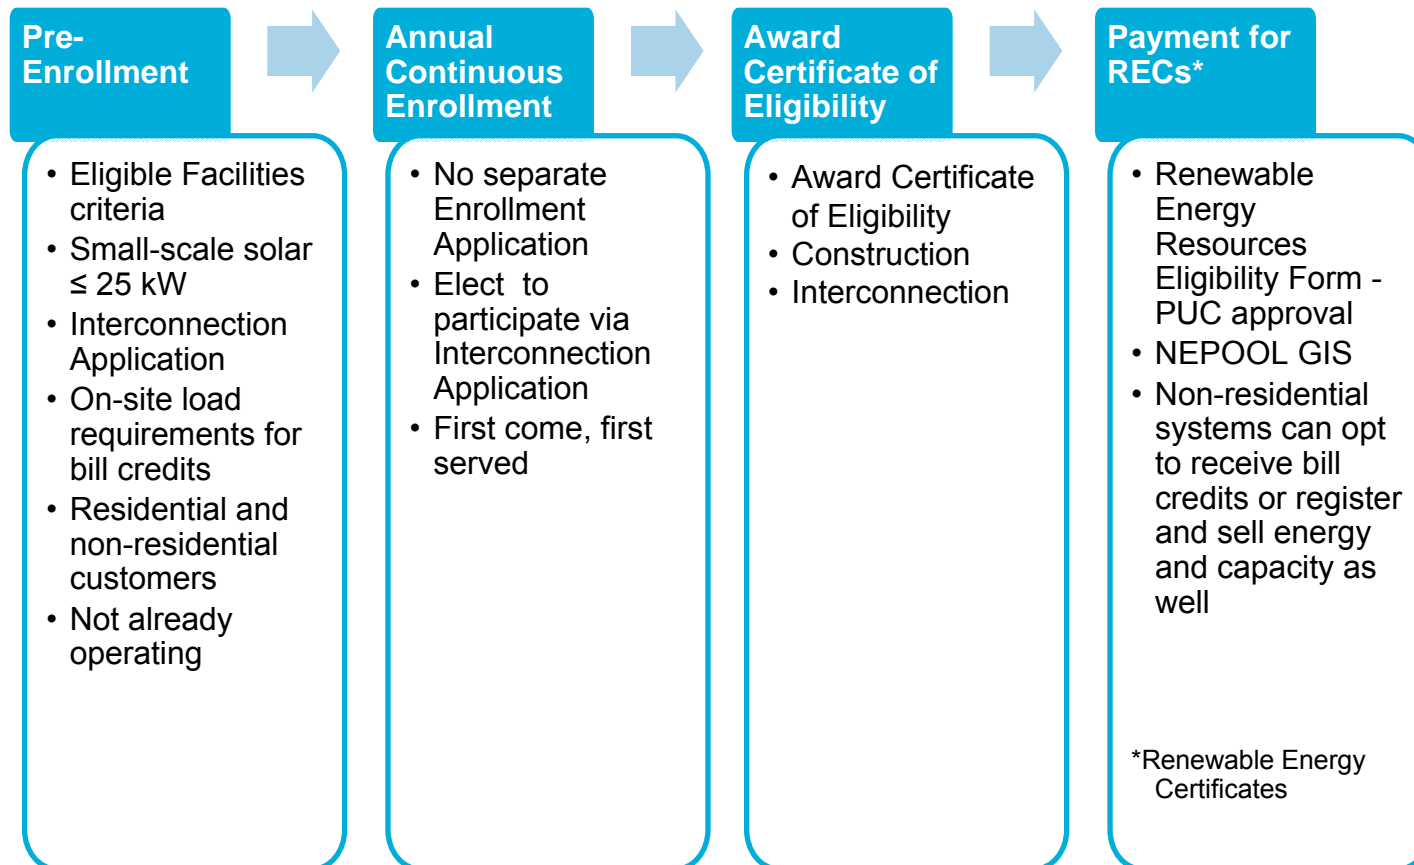 Pre-
Enrollment
• Eligible Facilities
criteria
• Small-scale solar
≤ 25 kW
• Interconnection
Application
• On-site load
requirements for
bill credits
• Residential and
non-residential
customers
• Not already
operating
Annual
Continuous
Enrollment
• No separate
Enrollment
Application
• Elect to
participate via
Interconnection
Application
• First come, first
served
Award
Certificate of
Eligibility
• Award Certificate
of Eligibility
• Construction
• Interconnection
Payment for
RECs*
• Renewable
Energy
Resources
Eligibility Form -
PUC approval
• NEPOOL GIS
• Non-residential
systems can opt
to receive bill
credits or register
and sell energy
and capacity as
well
*Renewable Energy
Certificates